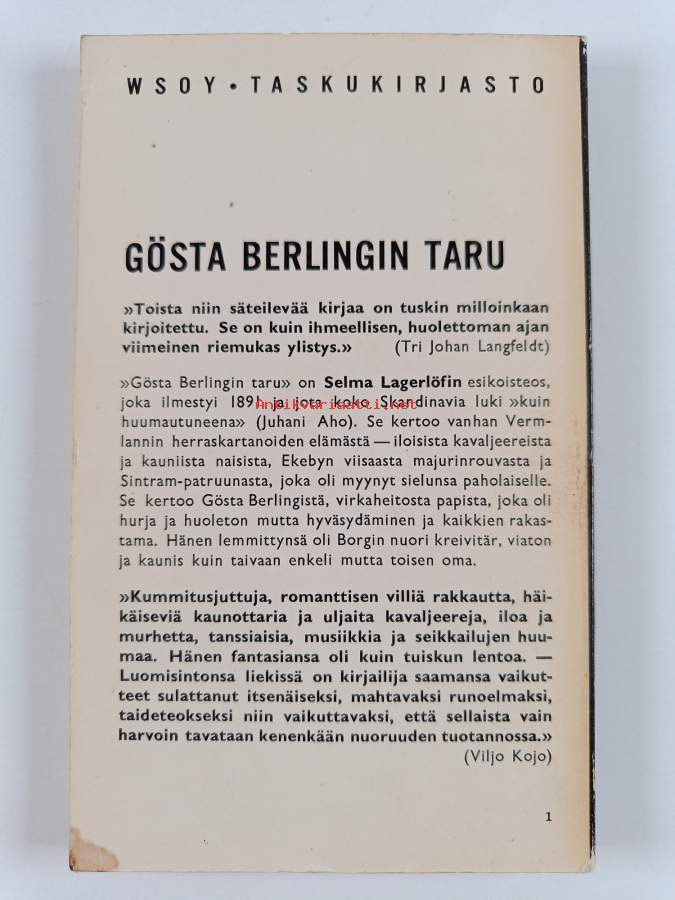 WSOY • TASKUKIRJASTO
GÖSTA BERLINGIN TARU
»Toista niin säteilevää kirjaa on tuskin milloinkaan
kirjoitettu. Se on kuin ihmeellisen, huolettoman ajan
viimeinen riemukas ylistys.» (Tri Johan Langfeldt)
»Gösta Berlingin taru» on Selma Lagerlöfin esikoisteos,
joka ilmestyi 1891 ja jota koko Skandinavia luki »kuin
Antikvariaatti.net
huumautuneena» (Juhani Aho). Se kertoo vanhan Verm-
lannin herraskartanoiden elämästä — iloisista kavaljeereista
ja kauniista naisista, Ekebyn viisaasta majurinrouvasta ja
Sintram-patruunasta, joka oli myynyt sielunsa paholaiselle.
Se kertoo Gösta Berlingistä, virkaheitosta papista, joka oli
hurja ja huoleton mutta hyväsydäminen ja kaikkien rakas-
tama. Hänen lemmittynsä oli Borgin nuori kreivitär, viaton
ja kaunis kuin taivaan enkeli mutta toisen oma.
»Kummitusjuttuja, romanttisen villiä rakkautta, häi-
käiseviä kaunottaria ja uljaita kavaljeereja, iloa ja
murhetta, tanssiaisia, musiikkia ja seikkailujen huu-
maa. Hänen fantasiansa oli kuin tuiskun lentoa. —
Luomisintonsa liekissä on kirjailija saamansa vaikut-
teet sulattanut itsenäiseksi, mahtavaksi runoelmaksi,
taideteokseksi niin vaikuttavaksi, että sellaista vain
harvoin tavataan kenenkään nuoruuden tuotannossa.»
(Viljo Kojo)
1